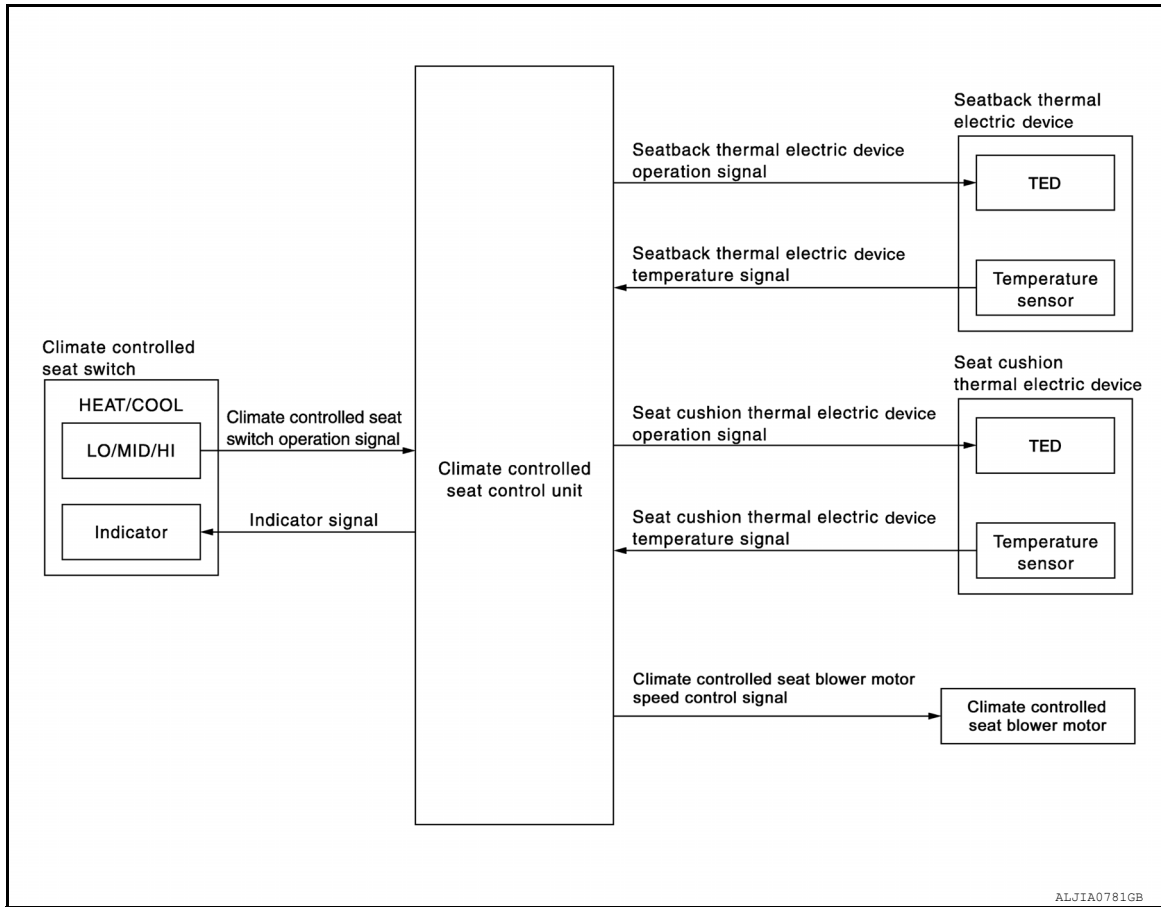 Seatback thermal
electric device
Seatback thermal electric device
operation signal
TED
Seatback thermal electric device
temperature signal
Temperature
sensor
Climate controlled
seat switch
HEAT/COOL
LO/MID/HI
Climate controlled seat
switch operation signal
Indicator
Indicator signal
Climate controlled
seat control unit
Seat cushion
thermal electric device
Seat cushion thermal electric device
operation signal
TED
Seat cushion thermal electric device
temperature signal
Temperature
sensor
Climate controlled seat blower motor
speed control signal
Climate controlled
seat blower motor
ALJIA0781GB